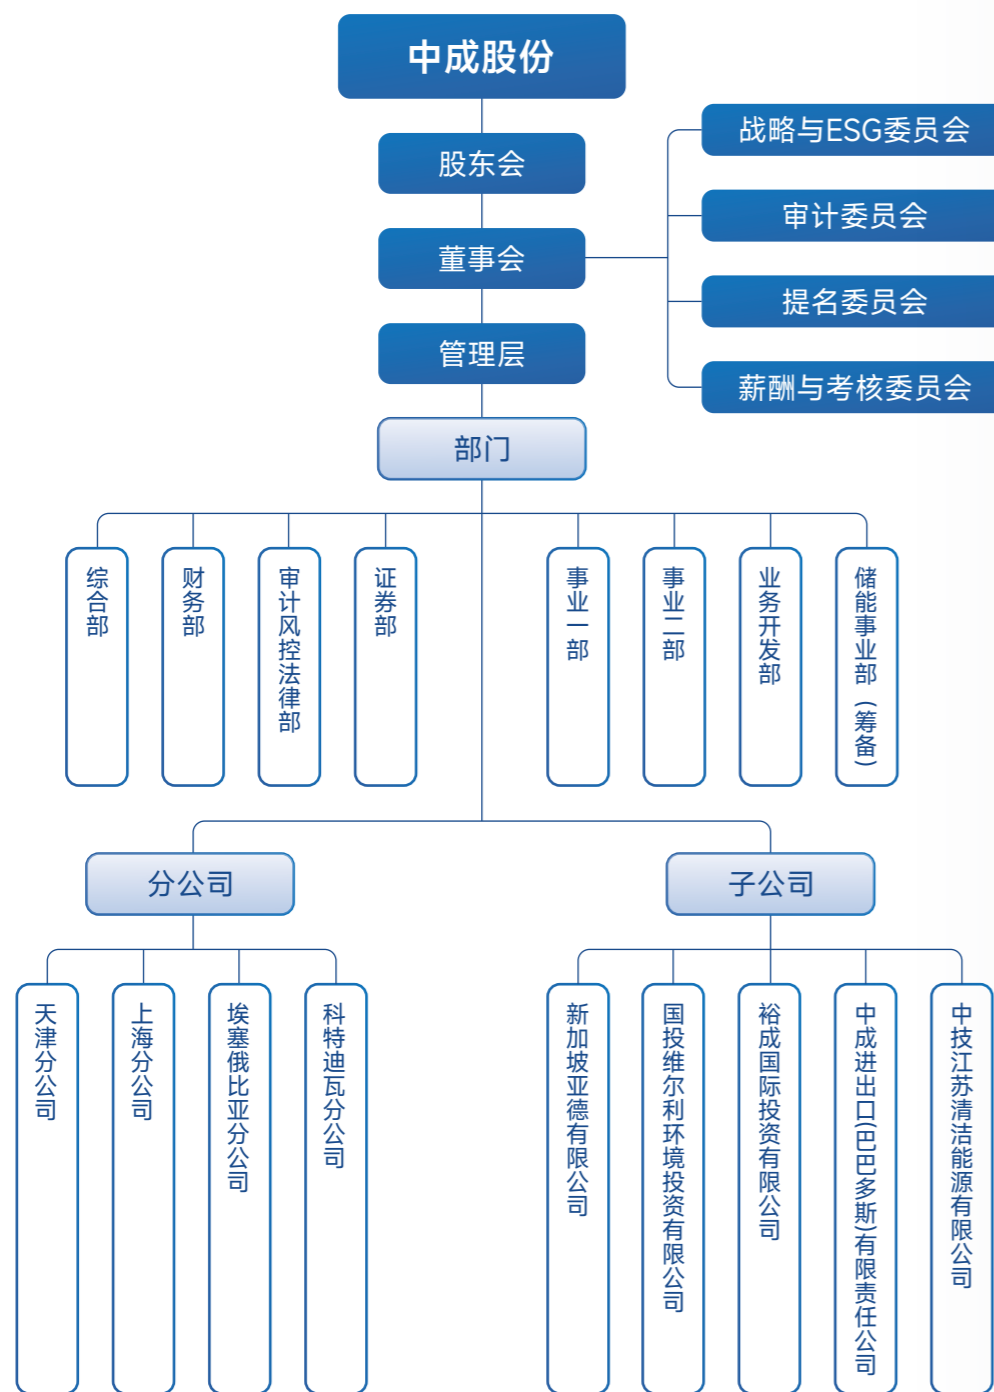 中成股份
股东会
董事会
管理层
战略与ESG委员会
审计委员会
提名委员会
薪酬与考核委员会
部门
综合部
财务部
审计风控法律部
证券部
事业一部
事业二部
业务开发部
储能事业部（筹备）
分公司
子公司
天津分公司
上海分公司
埃塞俄比亚分公司
科特迪瓦分公司
新加坡亚德有限公司
国投维尔利环境投资有限公司
裕成国际投资有限公司
中成进出口(巴巴多斯)有限责任公司
中技江苏清洁能源有限公司